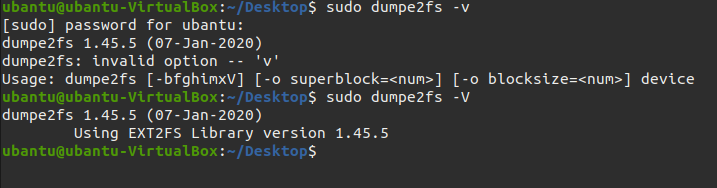 ubantu@ubantu-VirtualBox:~/Desktop$ sudo dumpe2fs -v
[sudo] password for ubantu:
dumpe2fs 1.45.5 (07-Jan-2020)
dumpe2fs: invalid option -- 'v'
Usage: dumpe2fs [-bfghimxV] [-o superblock=<num>] [-o blocksize=<num>] device
ubantu@ubantu-VirtualBox:~/Desktop$ sudo dumpe2fs -V
dumpe2fs 1.45.5 (07-Jan-2020)
        Using EXT2FS Library version 1.45.5
ubantu@ubantu-VirtualBox:~/Desktop$